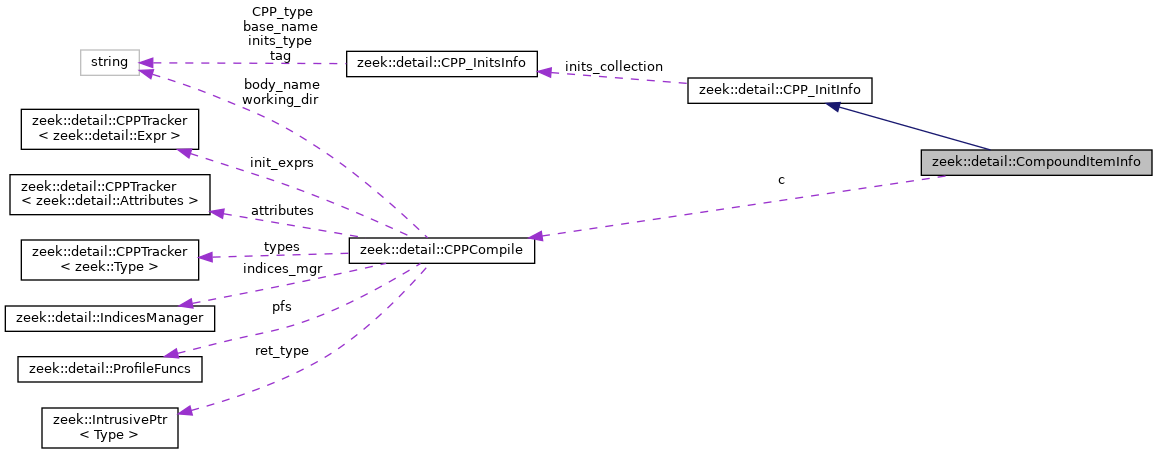 CPP_type
base_name
inits_type
tag
string
zeek::detail::CPP_InitsInfo
inits_collection
zeek::detail::CPP_InitInfo
body_name
working_dir
zeek::detail::CPPTracker
< zeek::detail::Expr >
init_exprs
zeek::detail::CompoundItemInfo
c
zeek::detail::CPPTracker
< zeek::detail::Attributes >
attributes
zeek::detail::CPPTracker
< zeek::Type >
types
zeek::detail::CPPCompile
indices_mgr
zeek::detail::IndicesManager
pfs
zeek::detail::ProfileFuncs
ret_type
zeek::IntrusivePtr
< Type >